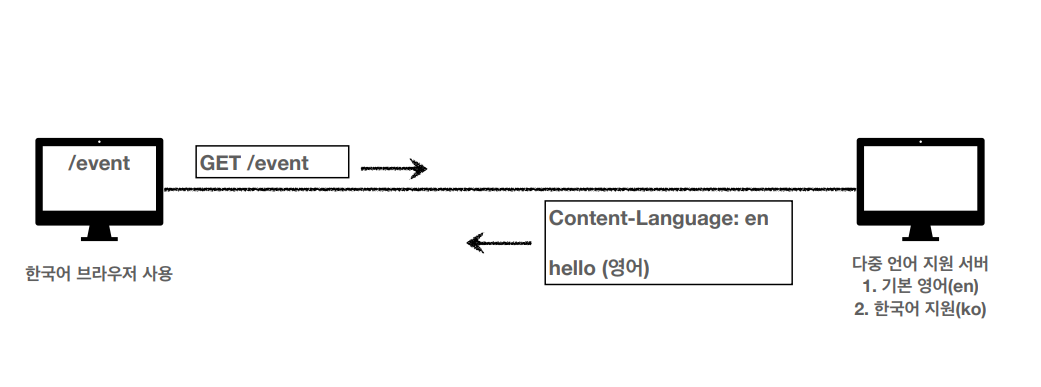 /event
GET /event
Content-Language: en
hello (영어)
한국어 브라우저 사용
다중 언어 지원 서버
1. 기본 영어(en)
2. 한국어 지원(ko)